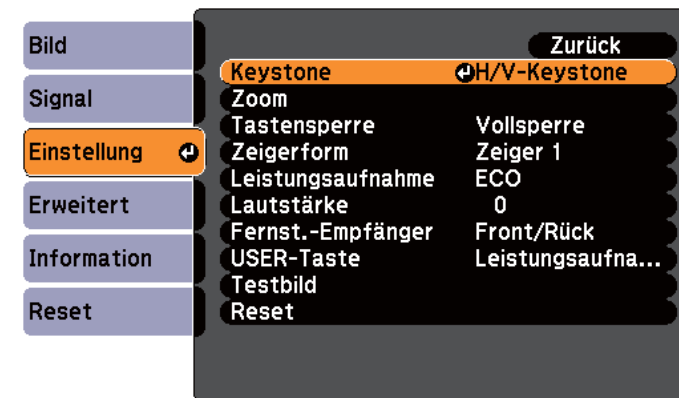 Bild
Signal
Einstellung
Erweitert
Information
Reset
Zurück
Keystone H/V-Keystone
Zoom
Tastensperre Vollsperre
Zeigerform Zeiger 1
Leistungsaufnahme ECO
Lautstärke 0
Fernst.-Empfänger Front/Rück
USER-Taste Leistungsaufna...
Testbild
Reset